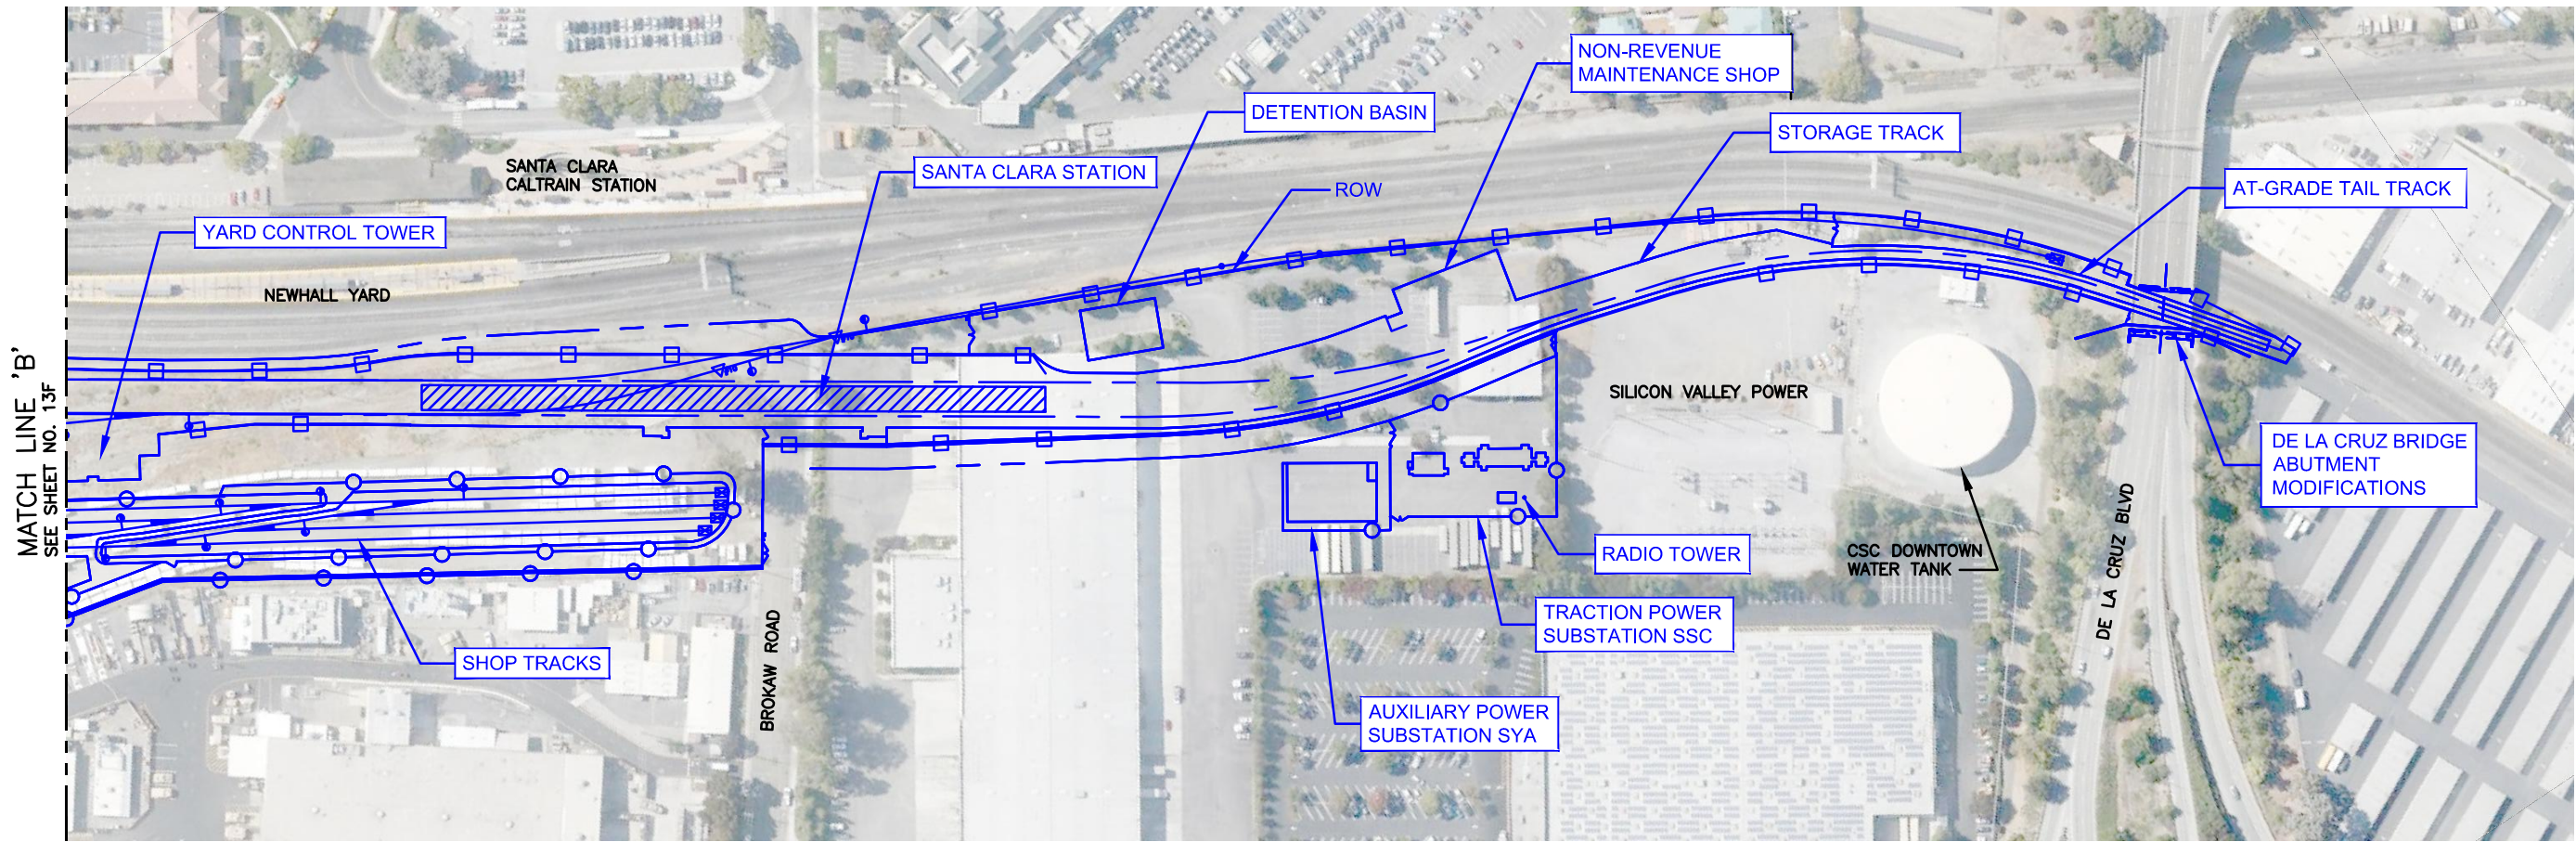 MATCH LINE 'B'
SEE SHEET NO. 13F
YARD CONTROL TOWER
NEWHALL YARD
SANTA CLARA
CALTRAIN STATION
SANTA CLARA STATION
DETENTION BASIN
ROW
NON-REVENUE
MAINTENANCE SHOP
STORAGE TRACK
AT-GRADE TAIL TRACK
SILICON VALLEY POWER
DE LA CRUZ BRIDGE
ABUTMENT
MODIFICATIONS
CSC DOWNTOWN
WATER TANK
DE LA CRUZ BLVD
RADIO TOWER
TRACTION POWER
SUBSTATION SSC
AUXILIARY POWER
SUBSTATION SYA
BROKAW ROAD
SHOP TRACKS